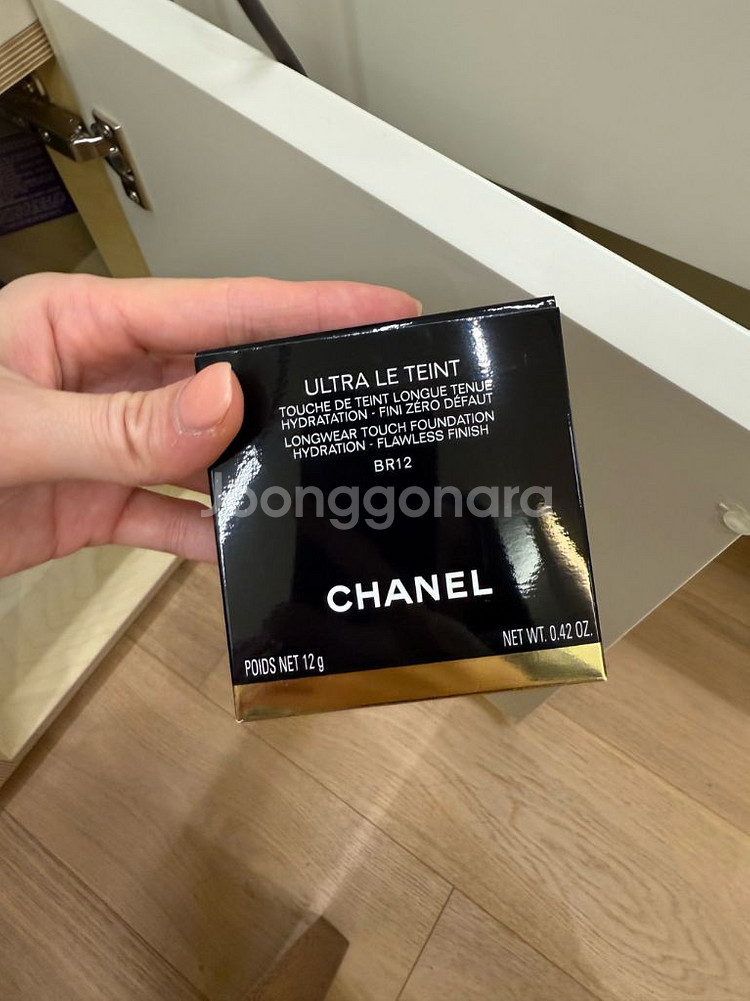 ULTRA LE TEINT
TOUCHE DE TEINT LONGUE TENUE
HYDRATATION - FINI ZÉRO DÉFAUT
LONGWEAR TOUCH FOUNDATION
HYDRATION - FLAWLESS FINISH
BR12
Joonggonara
CHANEL
POIDS NET 12 g
NET WT. 0.42 OZ.